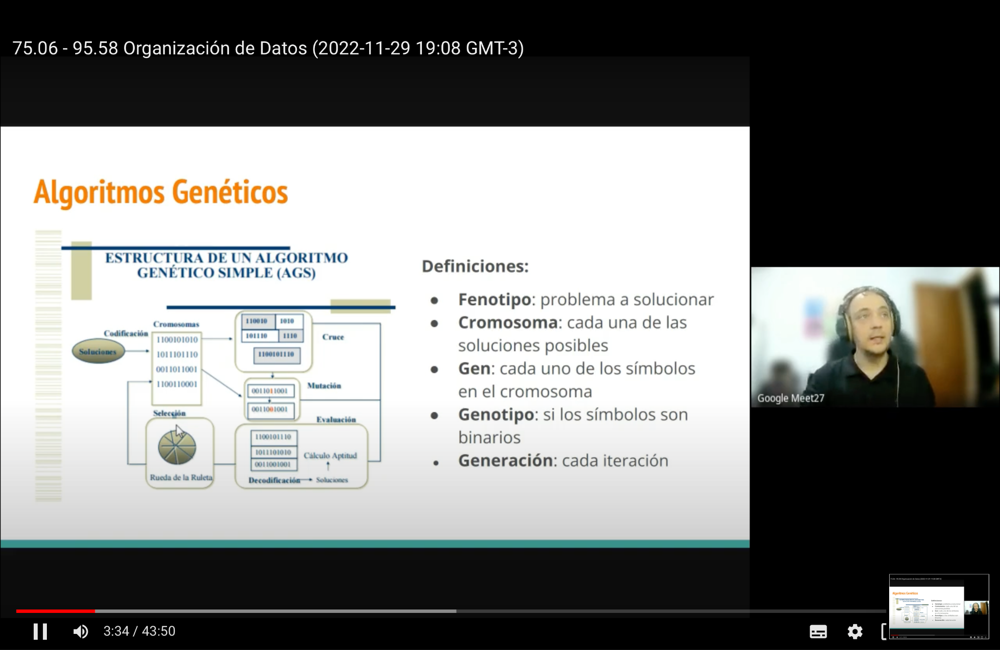 75.06 - 95.58 Organización de Datos (2022-11-29 19:08 GMT-3)
Algoritmos Genéticos
ESTRUCTURA DE UN ALGORITMO
GENÉTICO SIMPLE (AGS)
Codificación
Soluciones
Cromosomas
1100101010
1011101110
0011011001
1100110001
110010 1010
101110 1110
1100101110
Cruce
0011011001
0011001001
Mutación
Selección
Rueda de la Ruleta
Evaluación
1100101110
1011101010
0011001001
Cálculo Aptitud
Decodificación
Soluciones
Definiciones:
● Fenotipo: problema a solucionar
● Cromosoma: cada una de las
soluciones posibles
● Gen: cada uno de los símbolos
en el cromosoma
● Genotipo: si los símbolos son
binarios
● Generación: cada iteración
Google Meet27
3:34 / 43:50